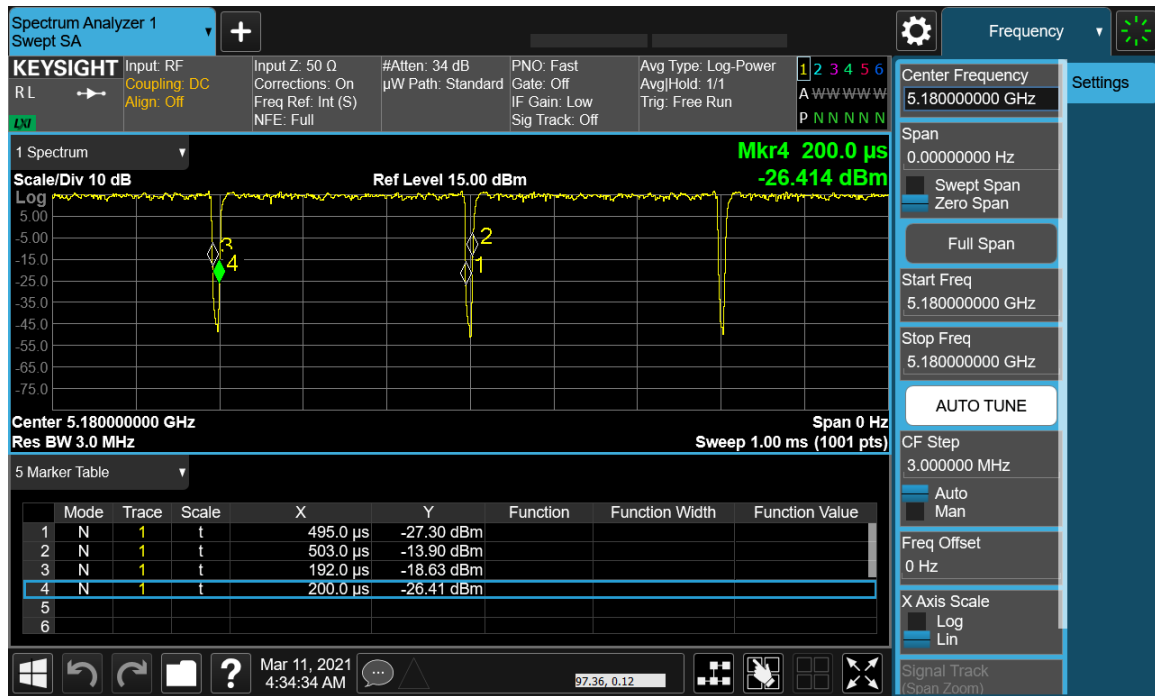 Spectrum Analyzer 1
Swept SA
Frequency
KEYSIGHT
R L
LXI
Input: RF
Coupling: DC
Align: Off
Input Z: 50 Ω
Corrections: On
Freq Ref: Int (S)
NFE: Full
#Atten: 34 dB
µW Path: Standard
PNO: Fast
Gate: Off
IF Gain: Low
Sig Track: Off
Avg Type: Log-Power
Avg|Hold: 1/1
Trig: Free Run
1 2 3 4 5 6
A W W W W W
P N N N N N
Center Frequency
5.180000000 GHz
Settings
Span
0.00000000 Hz
Swept Span
Zero Span
Full Span
Start Freq
5.180000000 GHz
Stop Freq
5.180000000 GHz
AUTO TUNE
CF Step
3.000000 MHz
Auto
Man
Freq Offset
0 Hz
X Axis Scale
Log
Lin
Signal Track
(Span Zoom)
1 Spectrum
Mkr4 200.0 µs
Scale/Div 10 dB
Ref Level 15.00 dBm
-26.414 dBm
Log
5.00
-5.00
-15.0
-25.0
-35.0
-45.0
-55.0
-65.0
-75.0
3
4
2
1
Center 5.180000000 GHz
Span 0 Hz
Res BW 3.0 MHz
Sweep 1.00 ms (1001 pts)
5 Marker Table
Mode Trace Scale X Y Function Function Width Function Value
1 N 1 t 495.0 µs -27.30 dBm
2 N 1 t 503.0 µs -13.90 dBm
3 N 1 t 192.0 µs -18.63 dBm
4 N 1 t 200.0 µs -26.41 dBm
5
6
?
Mar 11, 2021
4:34:34 AM
97.36, 0.12